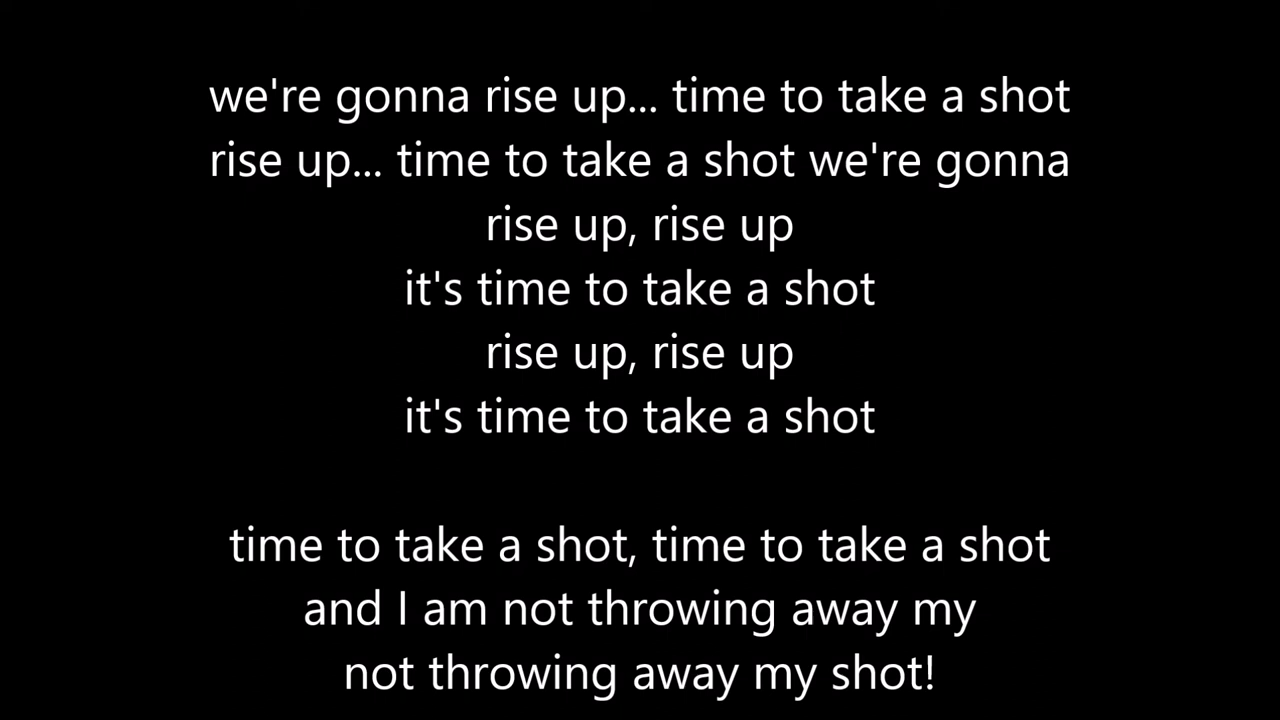 we're gonna rise up... time to take a shot
rise up... time to take a shot we're gonna
rise up, rise up
it's time to take a shot
rise up, rise up
it's time to take a shot
time to take a shot, time to take a shot
and I am not throwing away my
not throwing away my shot!